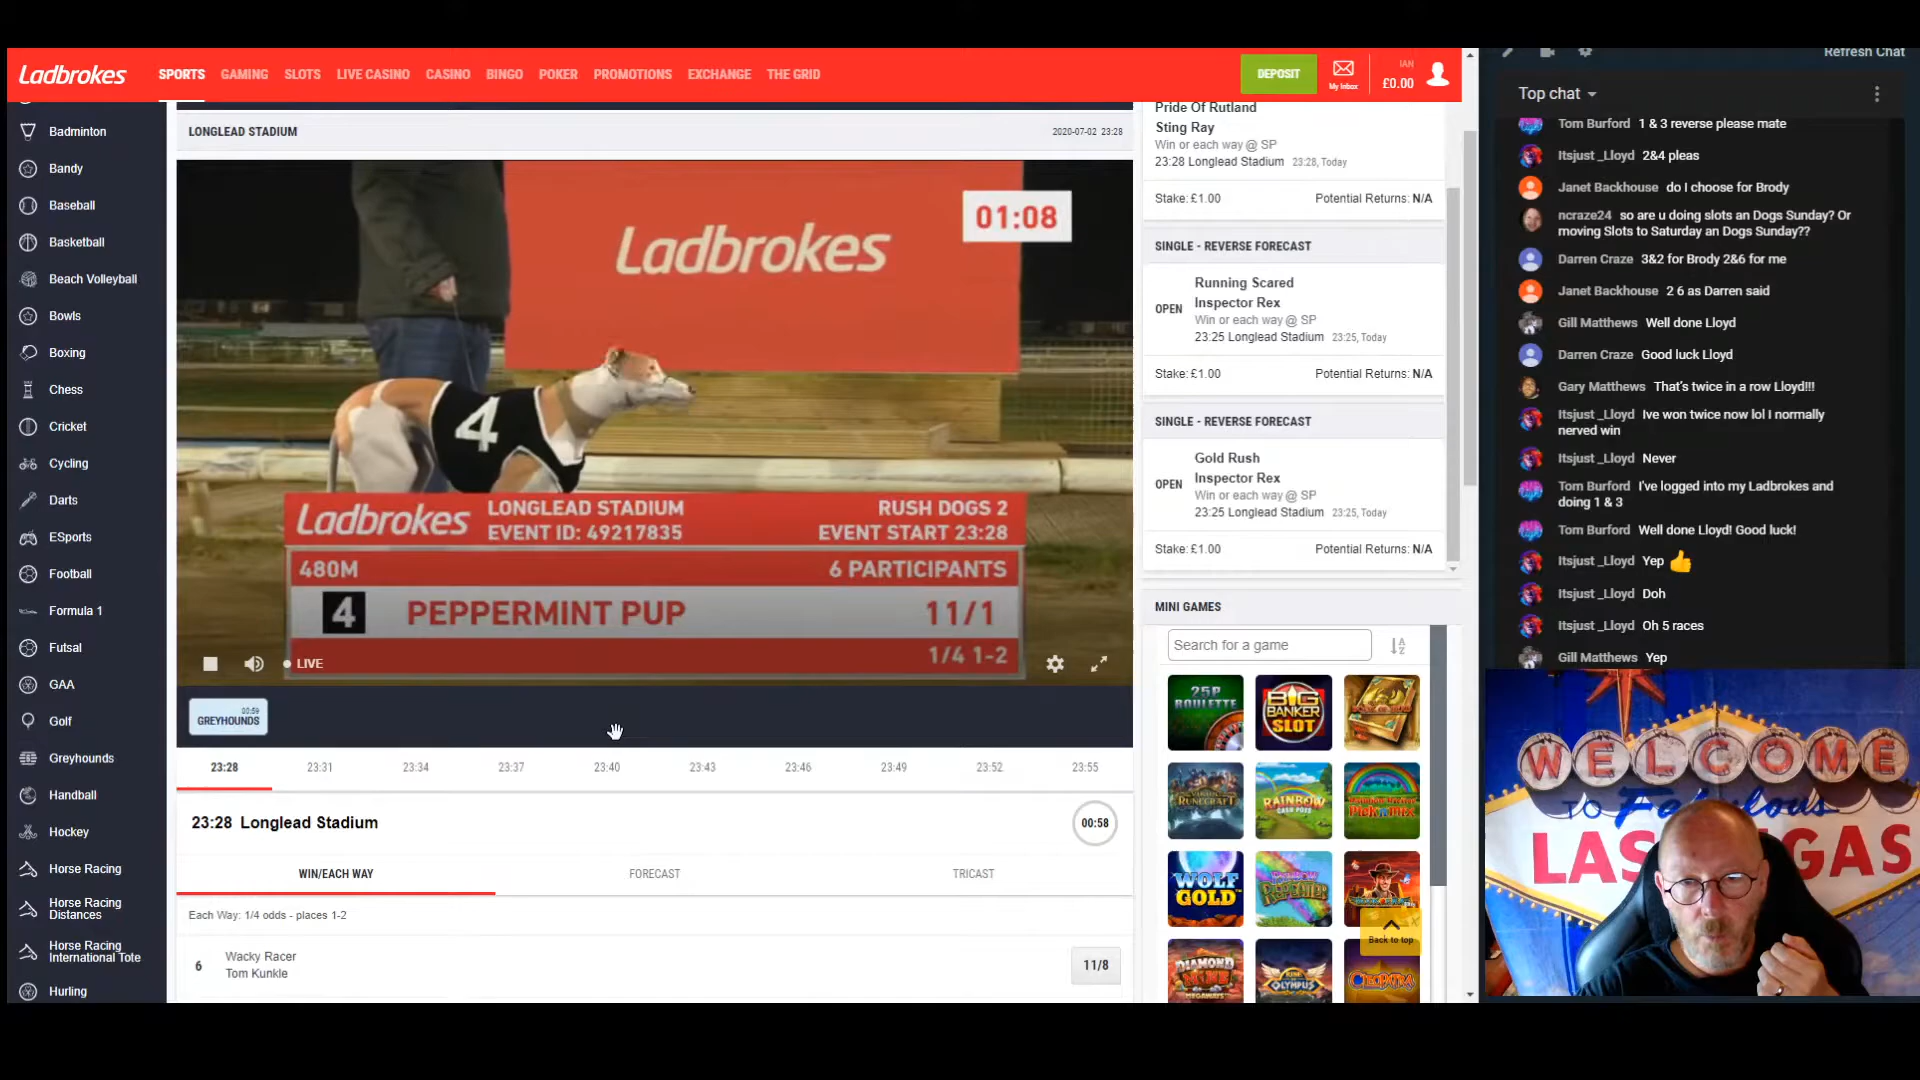 Ladbrokes
SPORTS
GAMING
SLOTS
LIVE CASINO
CASINO
BINGO
POKER
PROMOTIONS
EXCHANGE
THE GRID
DEPOSIT
My Inbox
IAN
£0.00
Badminton
Bandy
Baseball
Basketball
Beach Volleyball
Bowls
Boxing
Chess
Cricket
Cycling
Darts
ESports
Football
Formula 1
Futsal
GAA
Golf
Greyhounds
Handball
Hockey
Horse Racing
Horse Racing
Distances
Horse Racing
International Tote
Hurling
LONGLEAD STADIUM
2020-07-02 23:28
Ladbrokes
01:08
4
Ladbrokes
LONGLEAD STADIUM
EVENT ID: 49217835
RUSH DOGS 2
EVENT START 23:28
480M
6 PARTICIPANTS
4
PEPPERMINT PUP
11/1
1/4 1-2
LIVE
00:59
GREYHOUNDS
23:28
23:31
23:34
23:37
23:40
23:43
23:46
23:49
23:52
23:55
23:28 Longlead Stadium
00:58
WIN/EACH WAY
FORECAST
TRICAST
Each Way: 1/4 odds - places 1-2
6
Wacky Racer
Tom Kunkle
11/8
Pride Of Rutland
Sting Ray
Win or each way @ SP
23:28 Longlead Stadium 23:28, Today
Stake: £1.00
Potential Returns: N/A
SINGLE - REVERSE FORECAST
OPEN
Running Scared
Inspector Rex
Win or each way @ SP
23:25 Longlead Stadium 23:25, Today
Stake: £1.00
Potential Returns: N/A
SINGLE - REVERSE FORECAST
OPEN
Gold Rush
Inspector Rex
Win or each way @ SP
23:25 Longlead Stadium 23:25, Today
Stake: £1.00
Potential Returns: N/A
MINI GAMES
Search for a game
A
Z
25P
ROULETTE
BIG
BANKER
SLOT
RUNECRAFT
RAINBOW
WOLF
GOLD
DIAMOND
MINE
MEGAWAYS
OLYMPUS
CLEOPATRA
Back to top
Refresh Chat
Top chat
Tom Burford 1 & 3 reverse please mate
Itsjust _Lloyd 2&4 pleas
Janet Backhouse do I choose for Brody
ncraze24 so are u doing slots an Dogs Sunday? Or
moving Slots to Saturday an Dogs Sunday??
Darren Craze 3&2 for Brody 2&6 for me
Janet Backhouse 2 6 as Darren said
Gill Matthews Well done Lloyd
Darren Craze Good luck Lloyd
Gary Matthews That's twice in a row Lloyd!!!
Itsjust _Lloyd Ive won twice now lol I normally
nerved win
Itsjust _Lloyd Never
Tom Burford I've logged into my Ladbrokes and
doing 1 & 3
Tom Burford Well done Lloyd! Good luck!
Itsjust _Lloyd Yep 👍
Itsjust _Lloyd Doh
Itsjust _Lloyd Oh 5 races
Gill Matthews Yep
WELCOME
TO Fabulous
LAS VEGAS